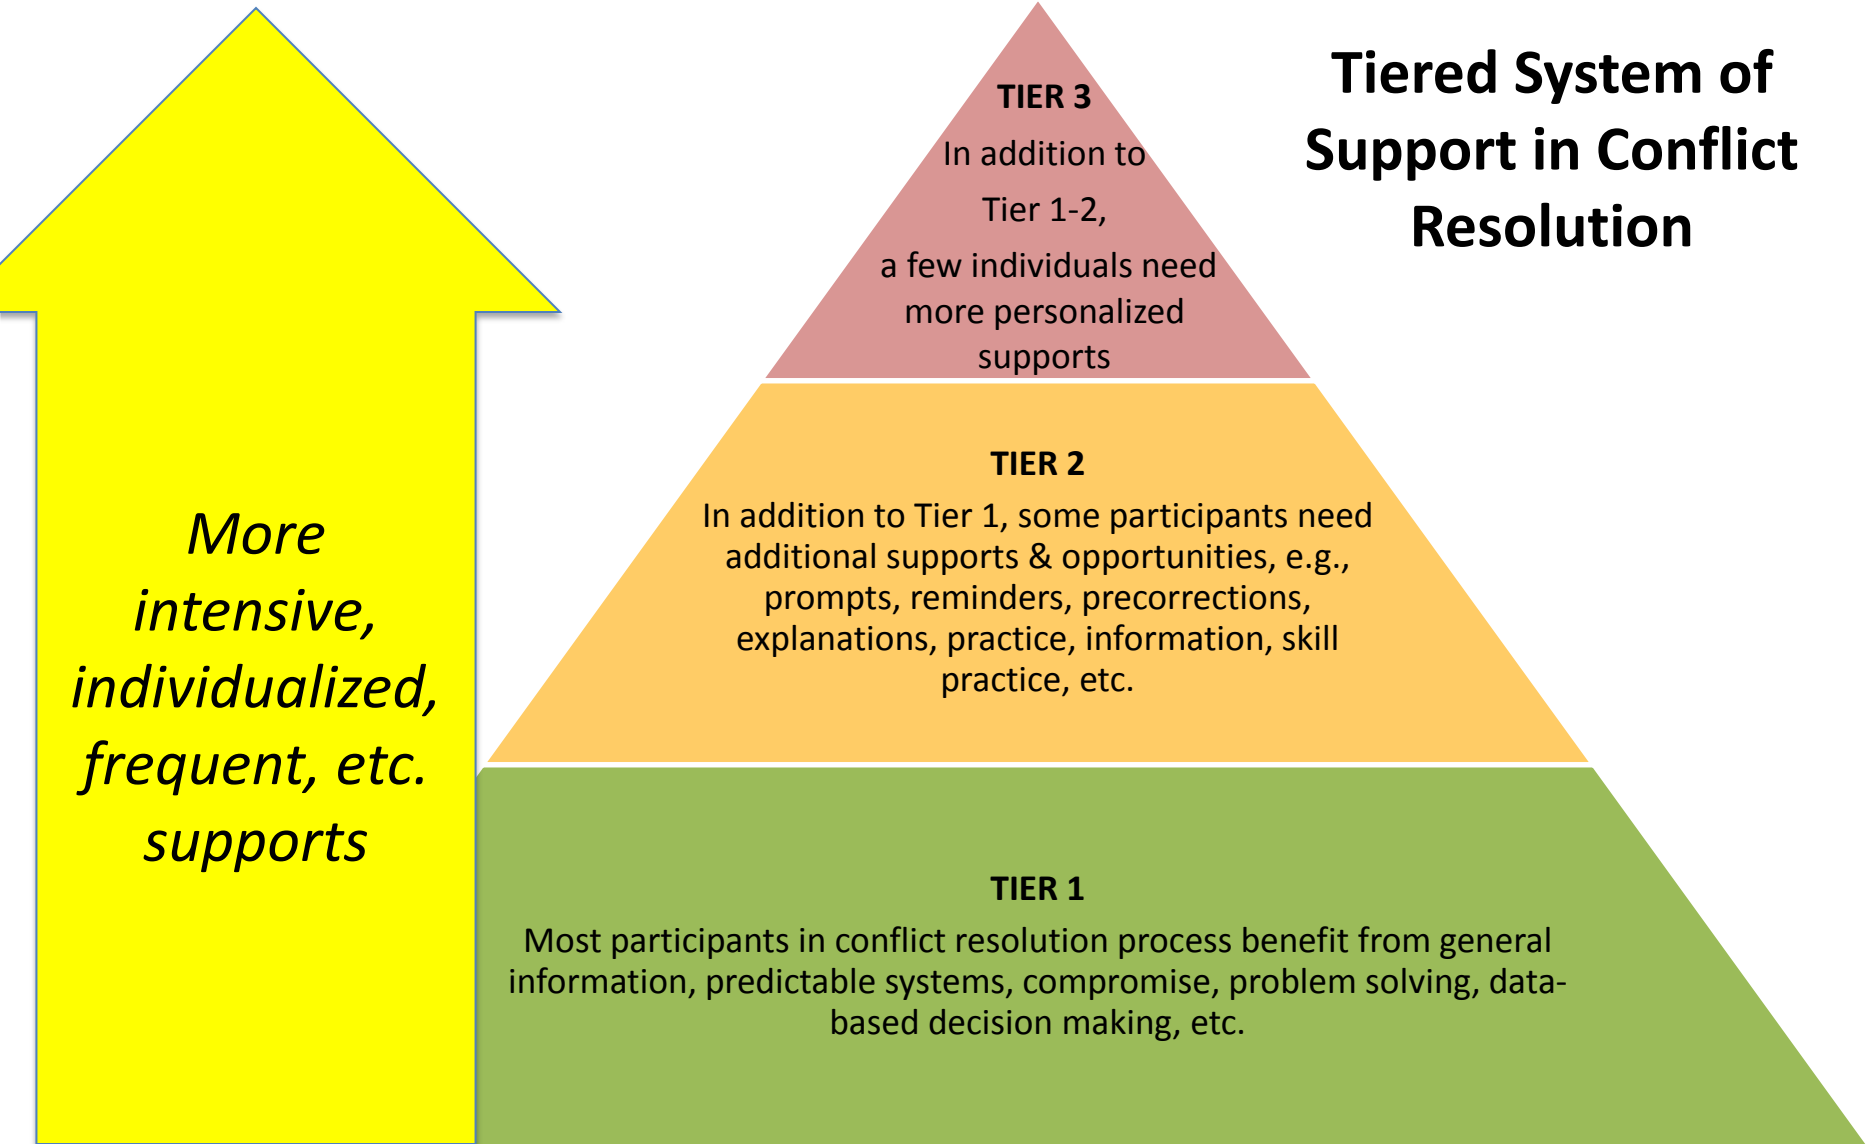 Tiered System of
Support in Conflict
Resolution
TIER 3
In addition to
Tier 1-2,
a few individuals need
more personalized
supports
TIER 2
In addition to Tier 1, some participants need
additional supports & opportunities, e.g.,
prompts, reminders, precorrections,
explanations, practice, information, skill
practice, etc.
TIER 1
Most participants in conflict resolution process benefit from general
information, predictable systems, compromise, problem solving, data-
based decision making, etc.
More
intensive,
individualized,
frequent, etc.
supports